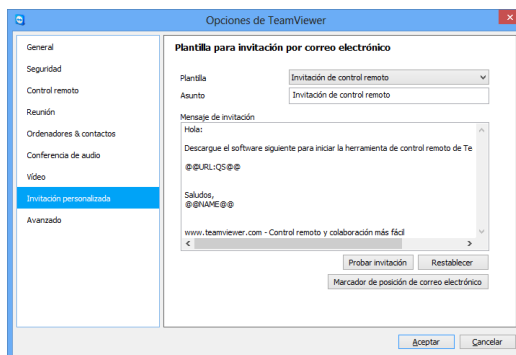 Opciones de TeamViewer
General
Seguridad
Control remoto
Reunión
Ordenadores & contactos
Conferencia de audio
Vídeo
Invitación personalizada
Avanzado
Plantilla para invitación por correo electrónico
Plantilla Invitación de control remoto
Asunto Invitación de control remoto
Mensaje de invitación
Hola:
Descargue el software siguiente para iniciar la herramienta de control remoto de Te
@@URL:QS@@
Saludos,
@@NAME@@
www.teamviewer.com - Control remoto y colaboración más fácil
Probar invitación Restablecer
Marcador de posición de correo electrónico
Aceptar Cancelar